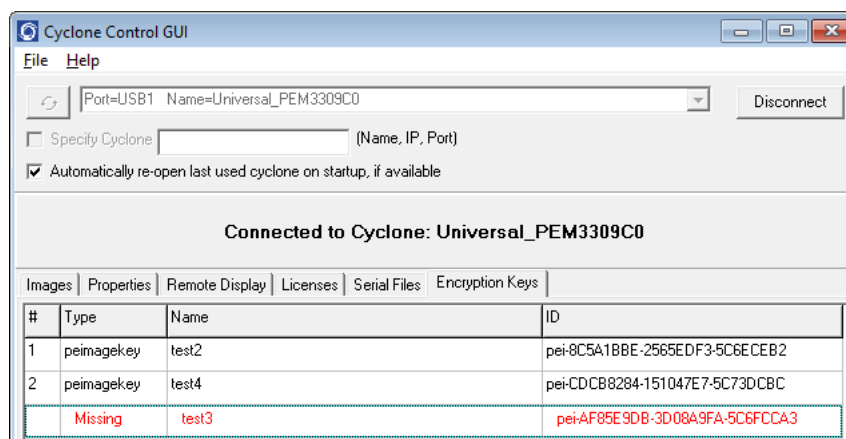 Cyclone Control GUI
File Help
Port=USB1 Name=Universal_PEM3309C0 Disconnect
Specify Cyclone (Name, IP, Port)
Automatically re-open last used cyclone on startup, if available
Connected to Cyclone: Universal_PEM3309C0
Images Properties Remote Display Licenses Serial Files Encryption Keys
# Type Name ID
1 peimagekey test2 pei-8C5A1BBE-2565EDF3-5C6ECEB2
2 peimagekey test4 pei-CDCB8284-151047E7-5C73DCBC
Missing test3 pei-AF85E9DB-3D08A9FA-5C6FCCA3